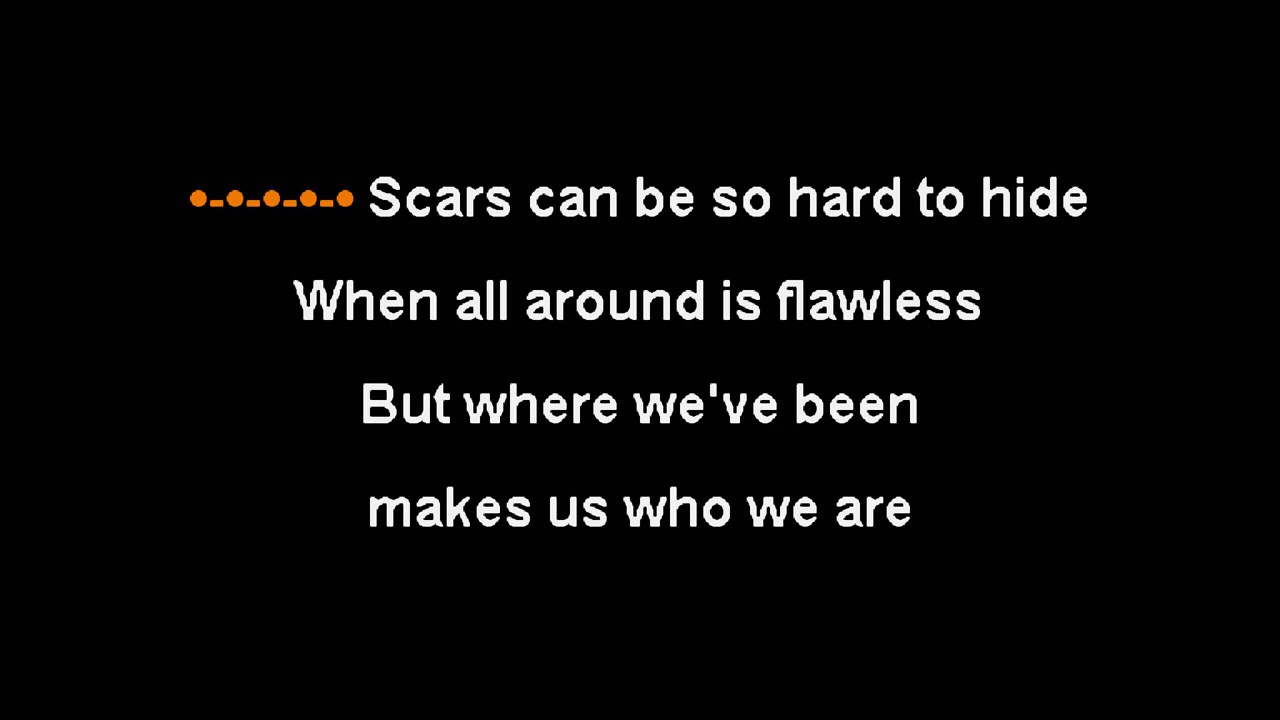 ●-●-●-●-● Scars can be so hard to hide
When all around is flawless
But where we've been
makes us who we are